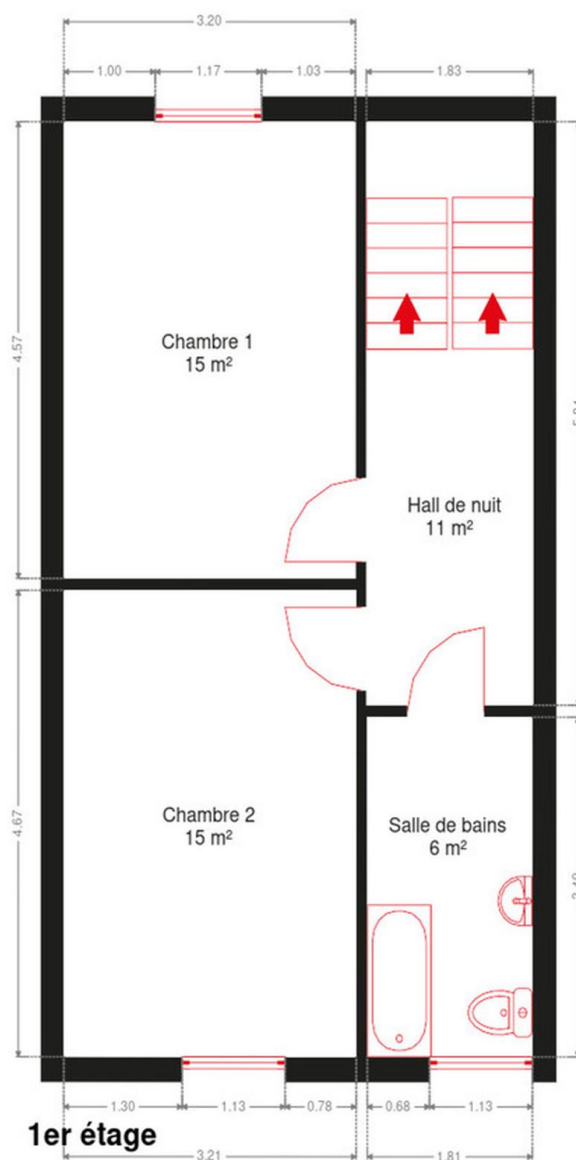 3.20
1.00 1.17 1.03 1.83
4.57
Chambre 1
15 m²
Hall de nuit
11 m²
4.67
Chambre 2
15 m²
Salle de bains
6 m²
1.30 1.13 0.78 0.68 1.13
1er étage
3.21 1.81